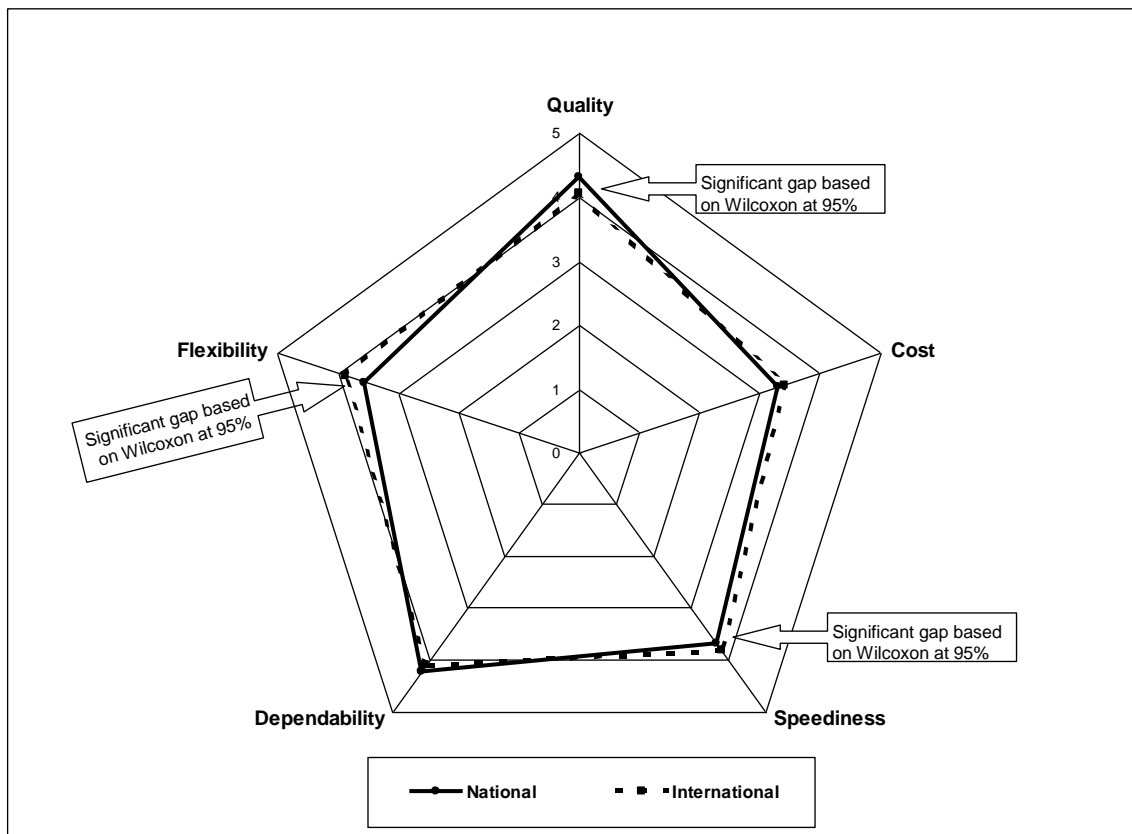 Quality
5
Significant gap based
on Wilcoxon at 95%
4
3
2
1
0
Flexibility
Cost
Significant gap based
on Wilcoxon at 95%
Significant gap based
on Wilcoxon at 95%
Dependability
Speediness
National
International